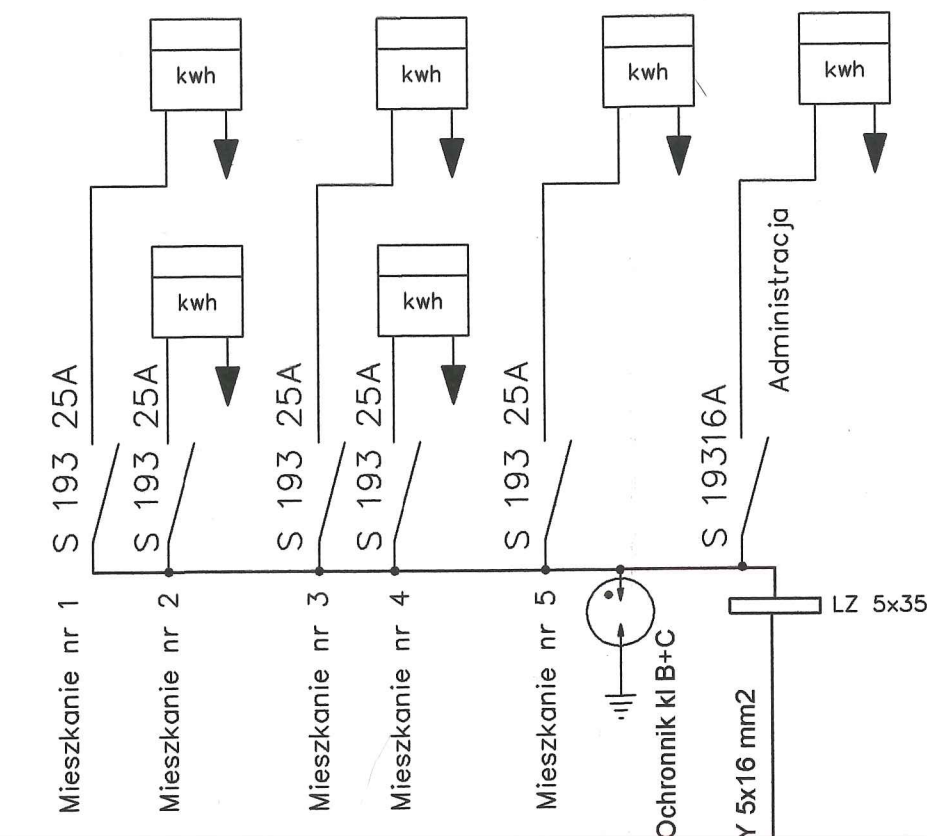 kwh
kwh
kwh
kwh
kwh
kwh
Administracja
S 193 25A
S 193 25A
S 193 25A
S 193 25A
S 193 25A
S 19316A
Mieszkanie nr 1
Mieszkanie nr 2
Mieszkanie nr 3
Mieszkanie nr 4
Mieszkanie nr 5
Ochronnik kl B+C
LZ 5x35
Y 5x16 mm2